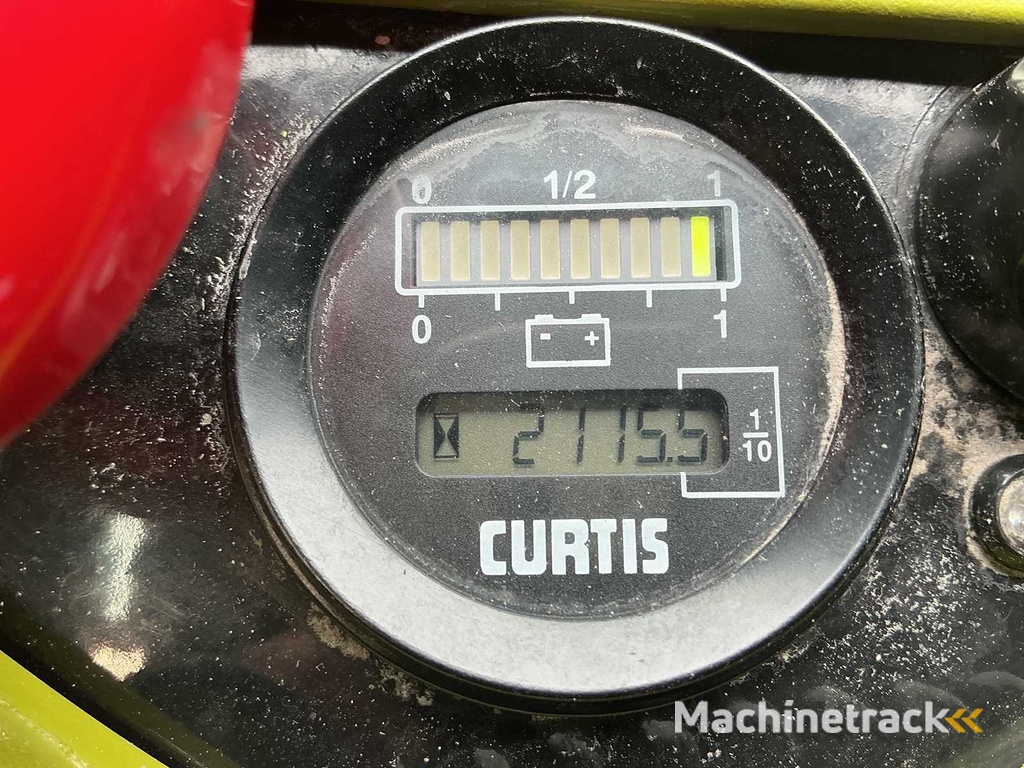 0 1/2 1
0 1
- +
2115.5
1/10
CURTIS
Machinetrack